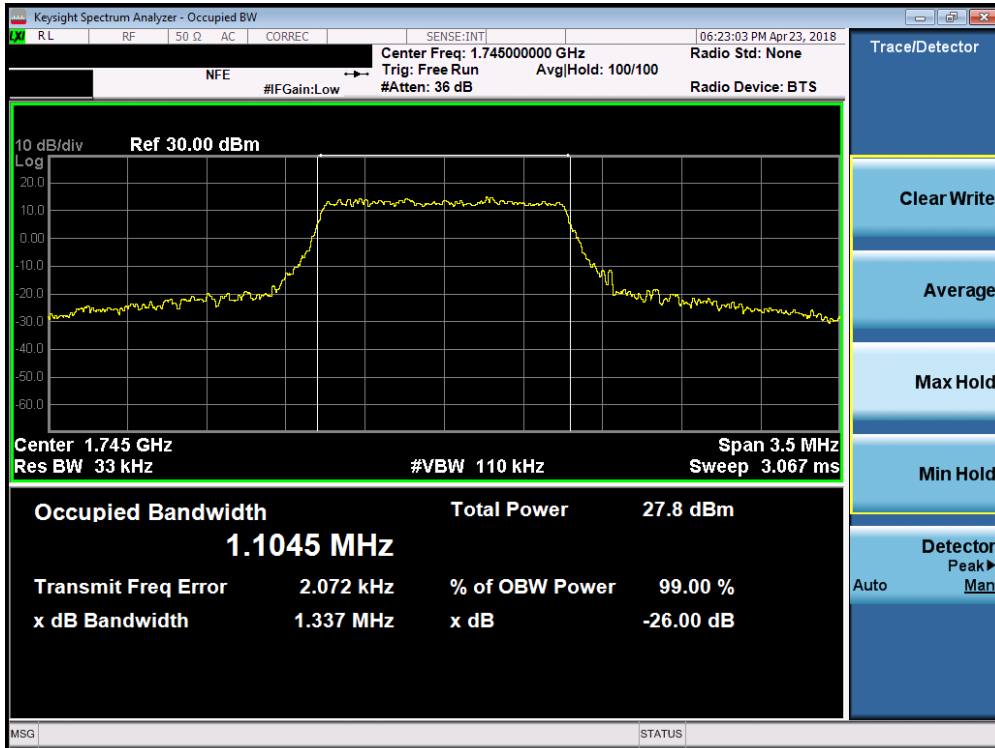 Keysight Spectrum Analyzer - Occupied BW
LXI RL RF 50 Ω AC CORREC SENSE:INT 06:23:03 PM Apr 23, 2018
Center Freq: 1.745000000 GHz Radio Std: None
NFE Trig: Free Run Avg|Hold: 100/100
#IFGain:Low #Atten: 36 dB Radio Device: BTS
10 dB/div Ref 30.00 dBm
Log
20.0
10.0
0.00
-10.0
-20.0
-30.0
-40.0
-50.0
-60.0
Center 1.745 GHz Span 3.5 MHz
Res BW 33 kHz #VBW 110 kHz Sweep 3.067 ms
Occupied Bandwidth Total Power 27.8 dBm
1.1045 MHz
Transmit Freq Error 2.072 kHz % of OBW Power 99.00 %
x dB Bandwidth 1.337 MHz x dB -26.00 dB
Trace/Detector
Clear Write
Average
Max Hold
Min Hold
Detector
Peak▶
Auto Man
MSG STATUS